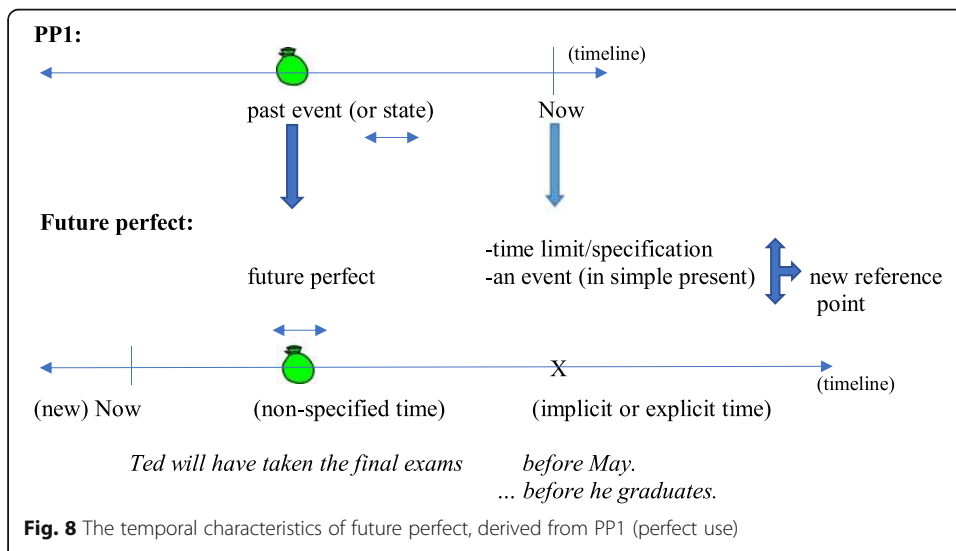 PP1:
(timeline)
past event (or state)
Now
Future perfect:
-time limit/specification
future perfect
-an event (in simple present)
new reference
point
X
(timeline)
(new) Now
(non-specified time)
(implicit or explicit time)
Ted will have taken the final exams
before May.
... before he graduates.
Fig. 8 The temporal characteristics of future perfect, derived from PP1 (perfect use)